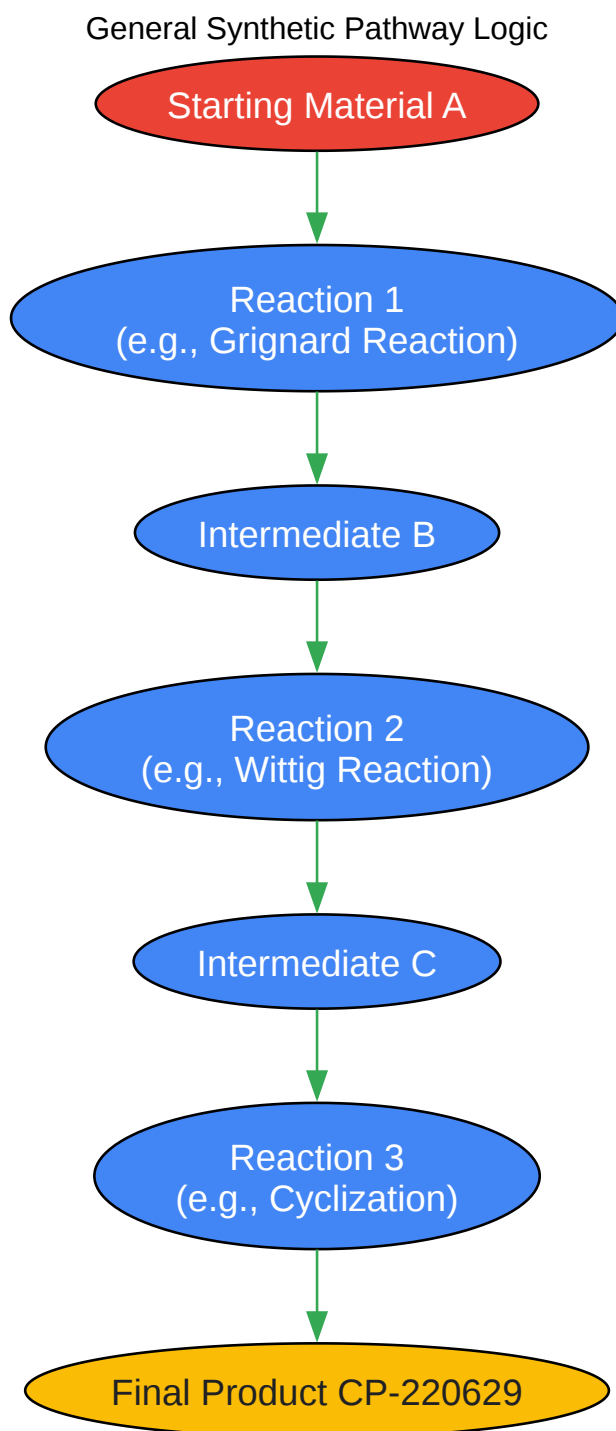 General Synthetic Pathway Logic
Starting Material A
Reaction 1
(e.g., Grignard Reaction)
Intermediate B
Reaction 2
(e.g., Wittig Reaction)
Intermediate C
Reaction 3
(e.g., Cyclization)
Final Product CP-220629